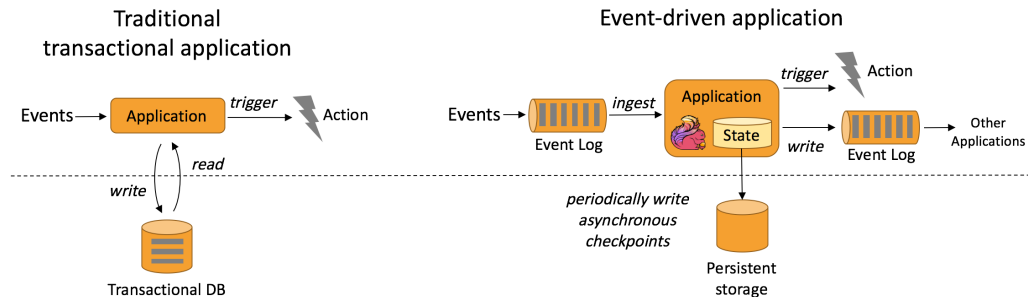 Traditional
transactional application
Events
Application
trigger
Action
write
read
Transactional DB
Event-driven application
Events
Event Log
ingest
Application
State
trigger
Action
write
Event Log
Other
Applications
periodically write
asynchronous
checkpoints
Persistent
storage